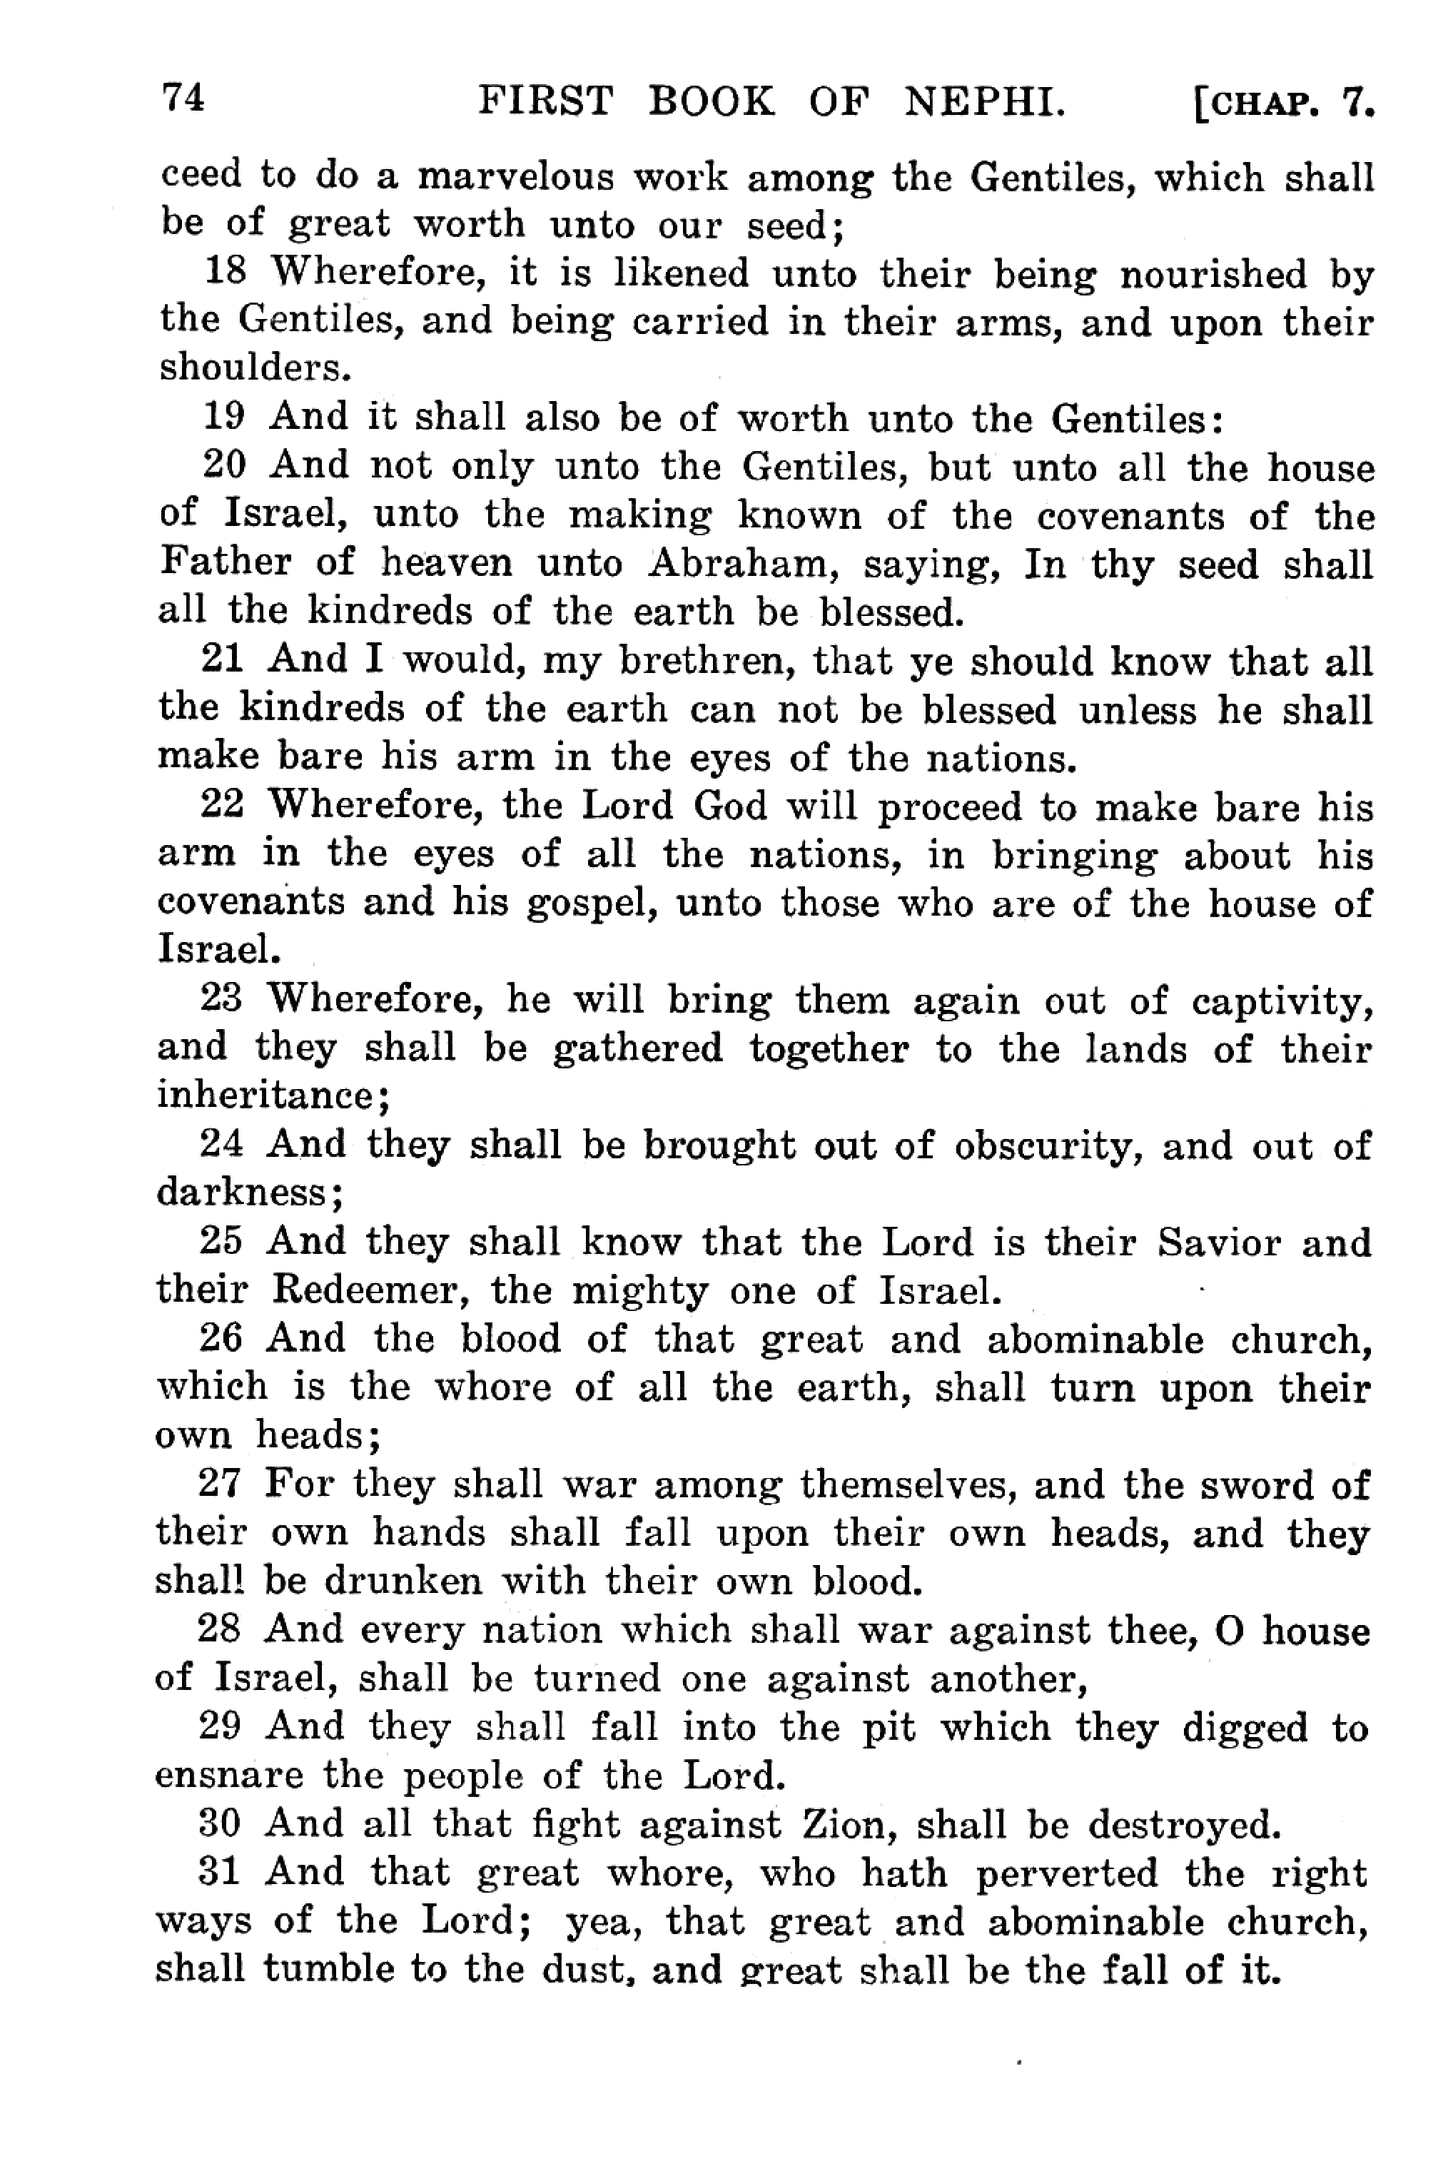 74 FIRST BOOK OF NEPHI. [CHAP. 7.
ceed to do a marvelous work among the Gentiles, which shall
be of great worth unto our seed;
18 Wherefore, it is likened unto their being nourished by
the Gentiles, and being carried in their arms, and upon their
shoulders.
19 And it shall also be of worth unto the Gentiles:
20 And not only unto the Gentiles, but unto all the house
of Israel, unto the making known of the covenants of the
Father of heaven unto Abraham, saying, In thy seed shall
all the kindreds of the earth be blessed.
21 And I would, my brethren, that ye should know that all
the kindreds of the earth can not be blessed unless he shall
make bare his arm in the eyes of the nations.
22 Wherefore, the Lord God will proceed to make bare his
arm in the eyes of all the nations, in bringing about his
covenants and his gospel, unto those who are of the house of
Israel.
23 Wherefore, he will bring them again out of captivity,
and they shall be gathered together to the lands of their
inheritance;
24 And they shall be brought out of obscurity, and out of
darkness;
25 And they shall know that the Lord is their Savior and
their Redeemer, the mighty one of Israel.
26 And the blood of that great and abominable church,
which is the whore of all the earth, shall turn upon their
own heads;
27 For they shall war among themselves, and the sword of
their own hands shall fall upon their own heads, and they
shall be drunken with their own blood.
28 And every nation which shall war against thee, O house
of Israel, shall be turned one against another,
29 And they shall fall into the pit which they digged to
ensnare the people of the Lord.
30 And all that fight against Zion, shall be destroyed.
31 And that great whore, who hath perverted the right
ways of the Lord; yea, that great and abominable church,
shall tumble to the dust, and great shall be the fall of it.